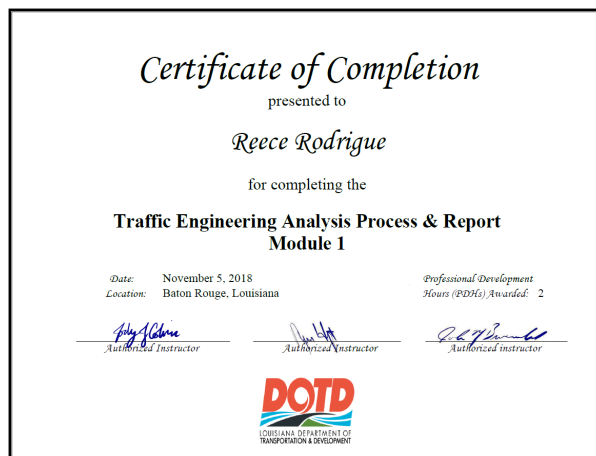 Certificate of Completion
presented to
Reece Rodrigue
for completing the
Traffic Engineering Analysis Process & Report
Module 1
Date: November 5, 2018
Location: Baton Rouge, Louisiana
Professional Development
Hours (PDHs) Awarded: 2
Authorized Instructor
Authorized Instructor
Authorized instructor
DOTD
LOUISIANA DEPARTMENT OF
TRANSPORTATION & DEVELOPMENT